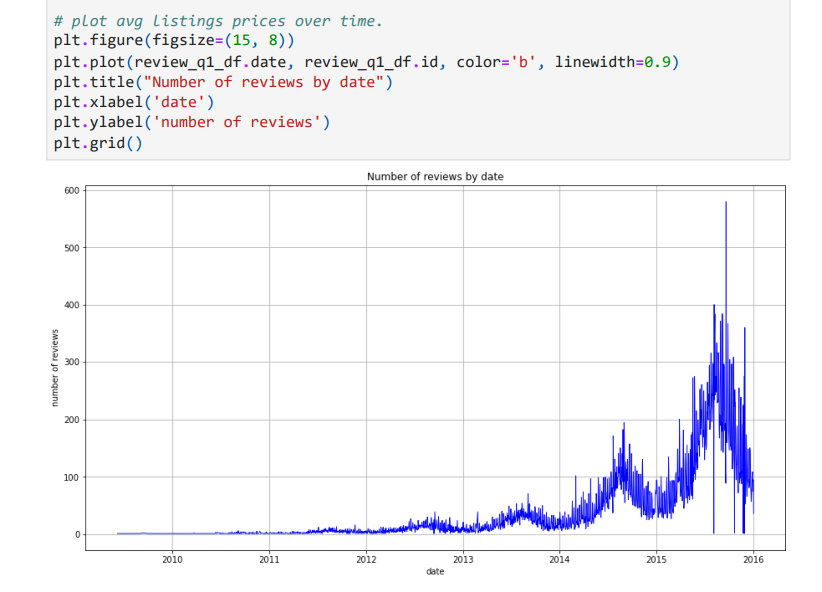 # plot avg listings prices over time.
plt.figure(figsize=(15, 8))
plt.plot(review_q1_df.date, review_q1_df.id, color='b', linewidth=0.9)
plt.title("Number of reviews by date")
plt.xlabel('date')
plt.ylabel('number of reviews')
plt.grid()
Number of reviews by date
600
500
400
300
200
100
0
number of reviews
2010 2011 2012 2013 2014 2015 2016
date